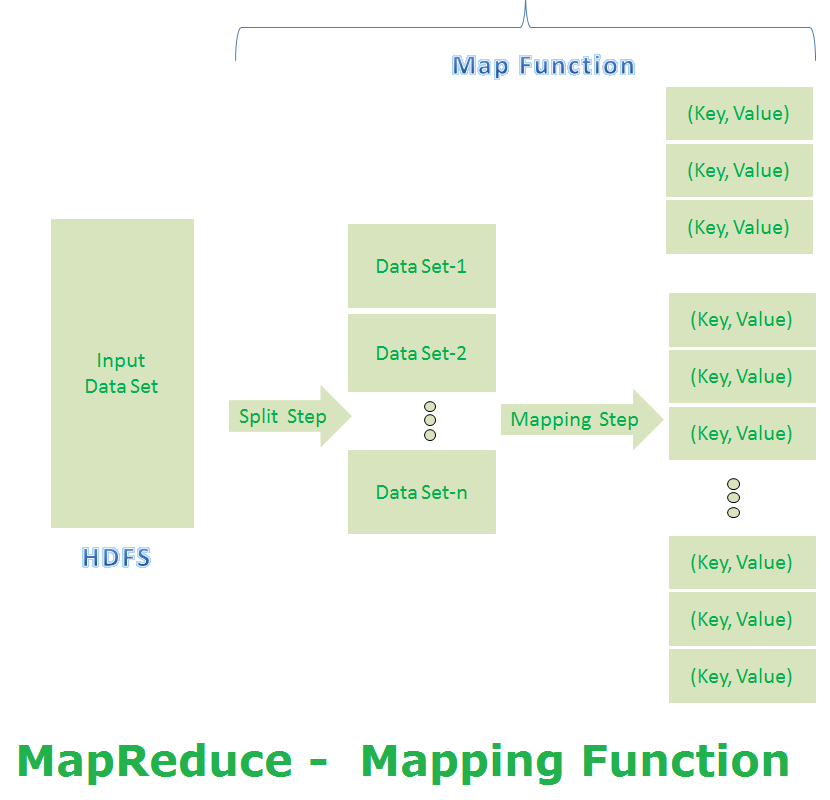 Map Function
(Key, Value)
(Key, Value)
(Key, Value)
Input
Data Set
HDFS
Split Step
Data Set-1
Data Set-2
Data Set-n
Mapping Step
(Key, Value)
(Key, Value)
(Key, Value)
(Key, Value)
(Key, Value)
(Key, Value)
MapReduce - Mapping Function